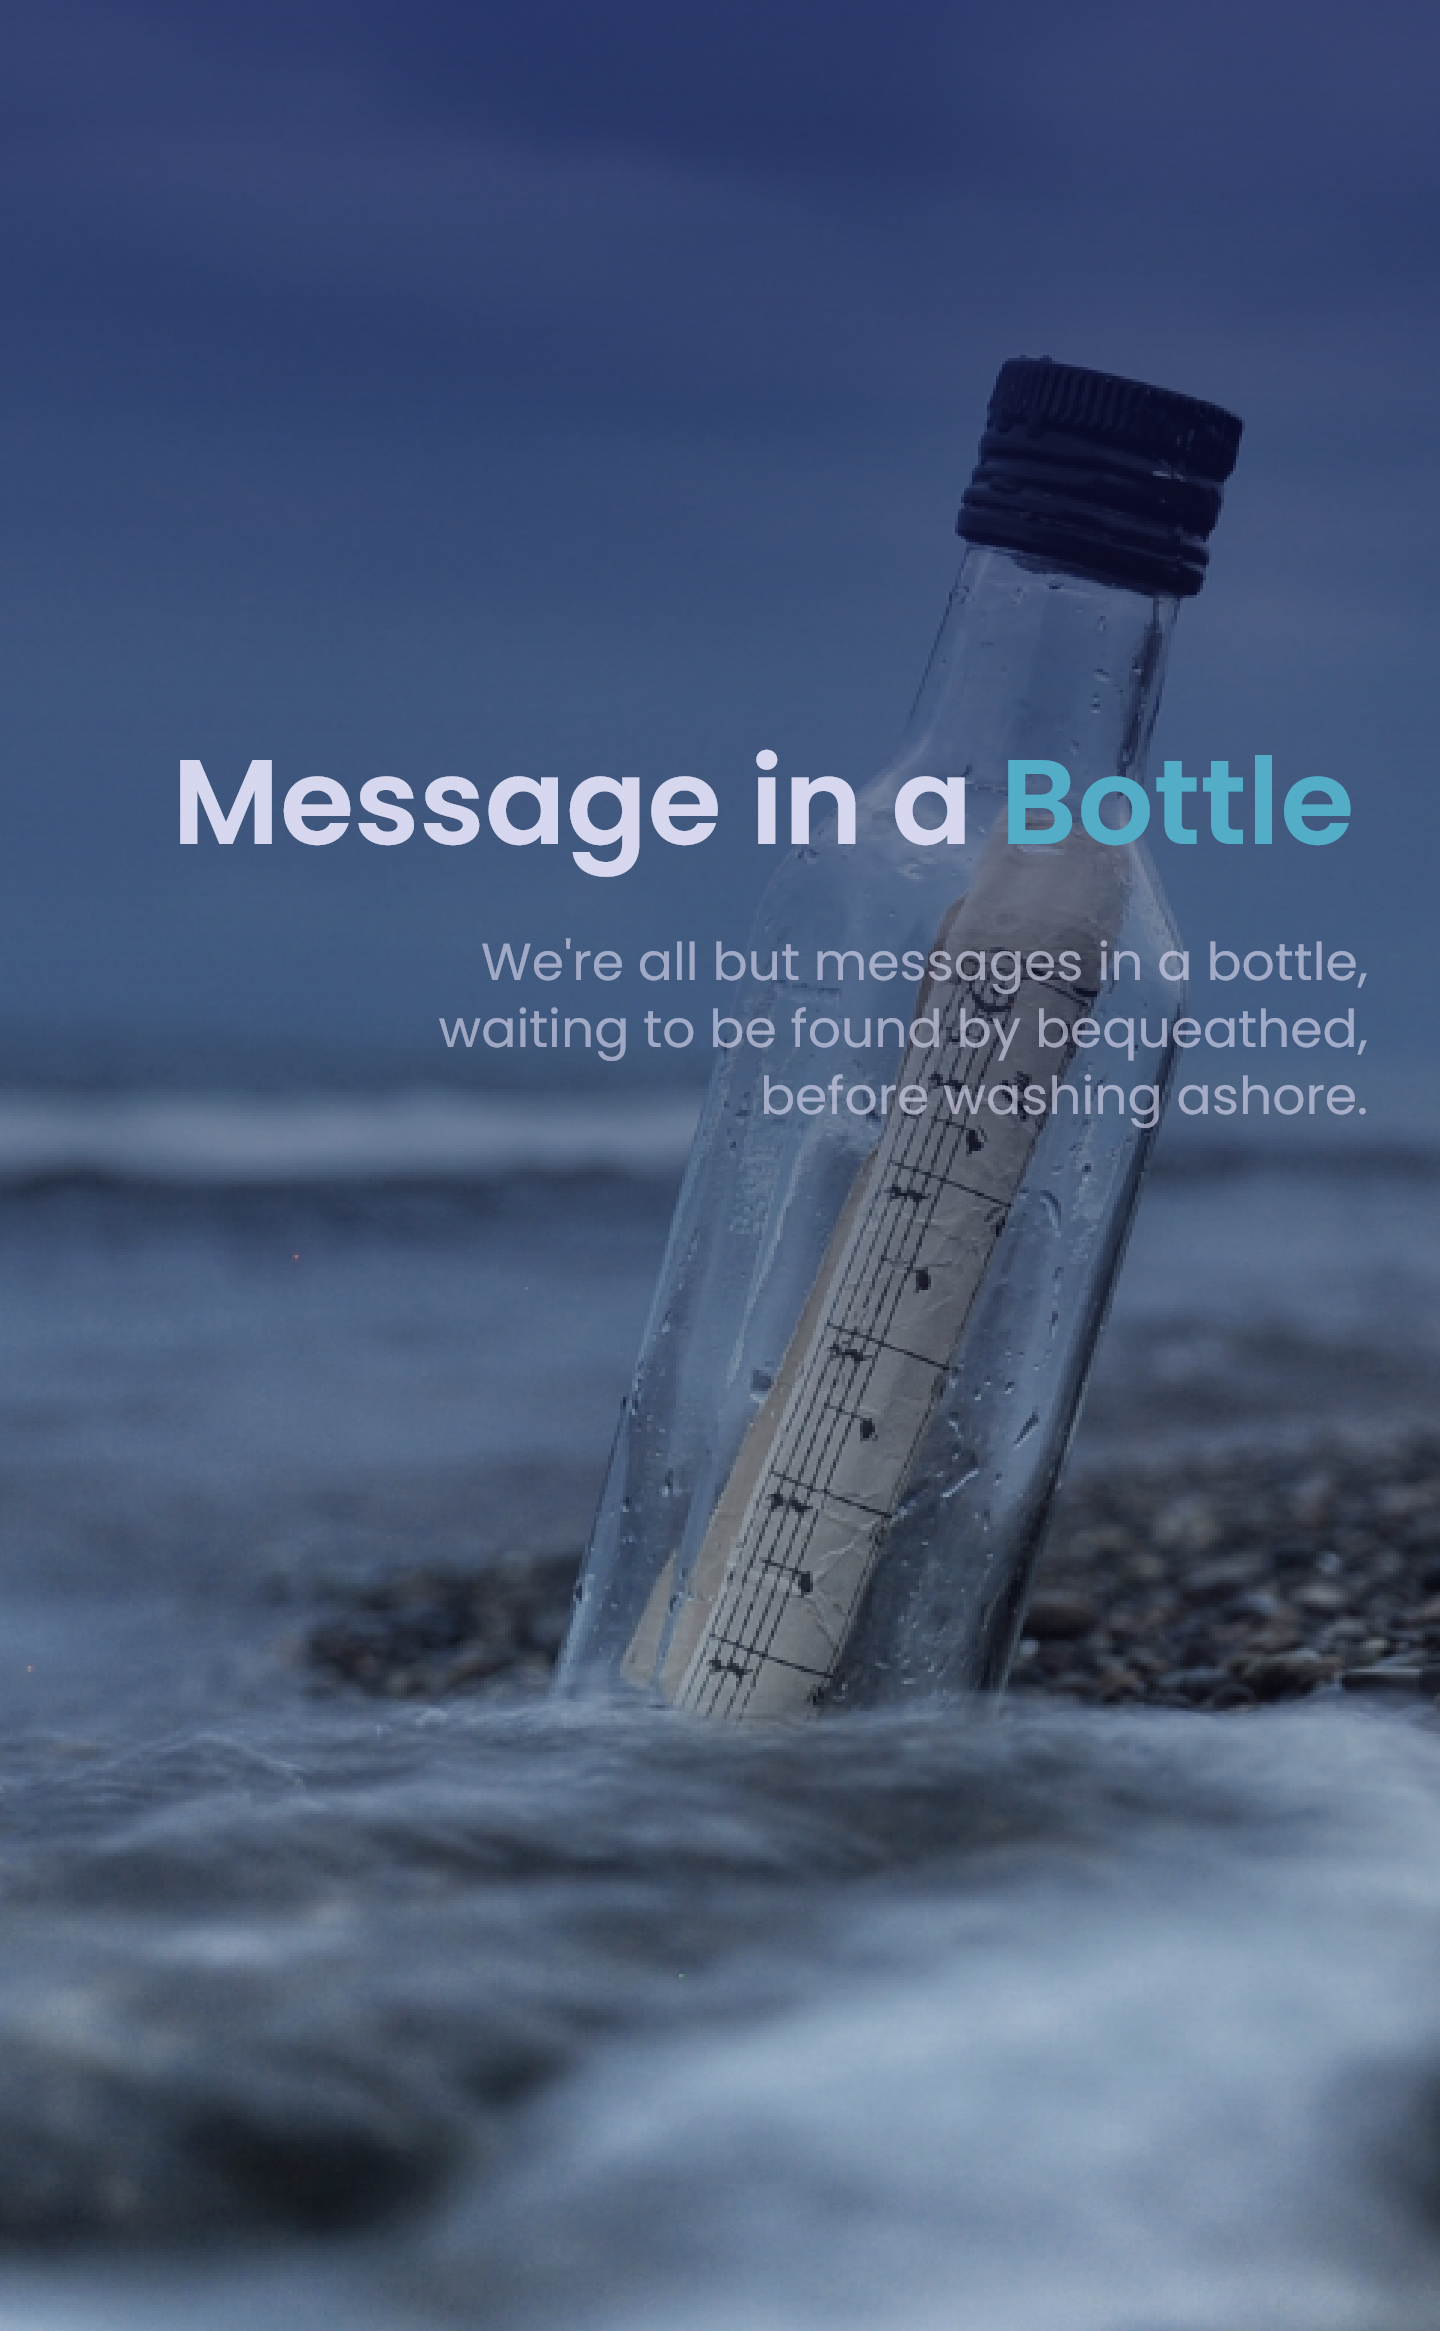 Message in a Bottle
We're all but messages in a bottle,
waiting to be found by bequeathed,
before washing ashore.